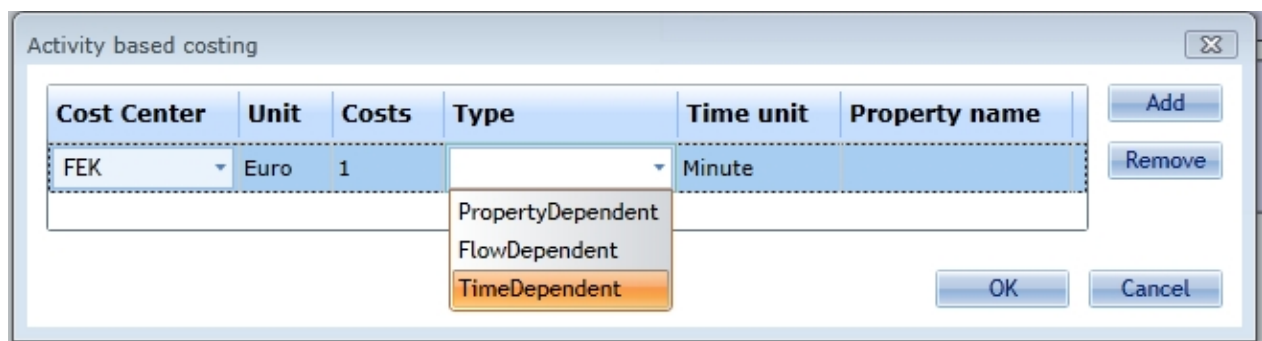 Activity based costing
Cost Center Unit Costs Type Time unit Property name
Add
FEK Euro 1 Minute
Remove
PropertyDependent
FlowDependent
TimeDependent
OK Cancel